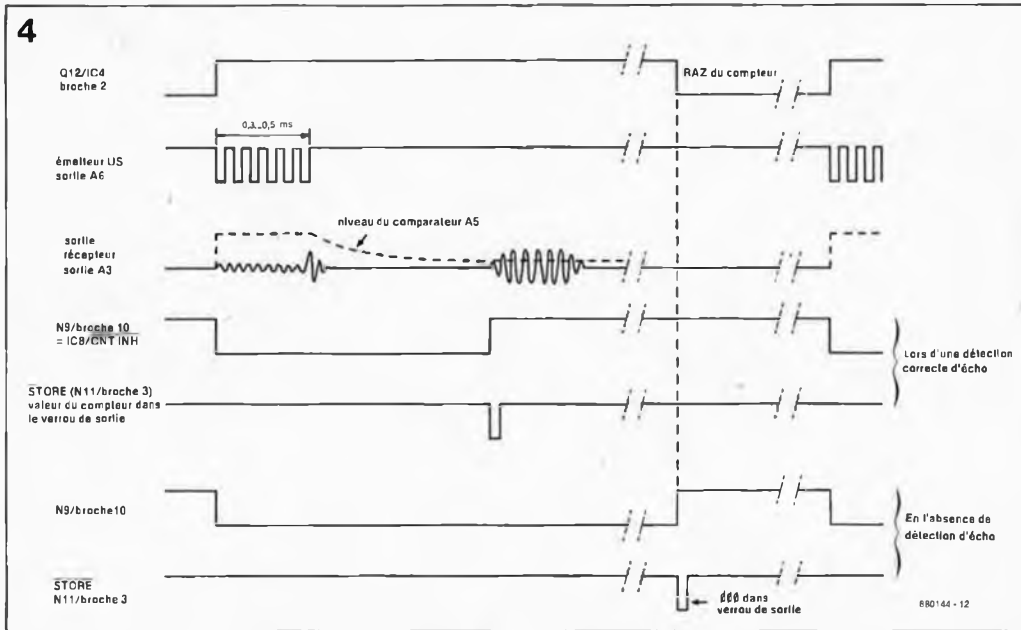 4
Q12/IC4
broche 2
RAZ du compteur
0,3...0,5 ms
émetteur US
sortie A6
niveau du comparateur A5
sortie
récepteur
sortie A3
N9/broche 10
= IC8/CNT INH
Lors d'une détection
correcte d'écho
STORE (N11/broche 3)
valeur du compteur dans
le verrou de sortie
N9/broche10
En l'absence de
détection d'écho
STORE
N11/broche 3
ØØØ dans
verrou de sortie
880144 - 12